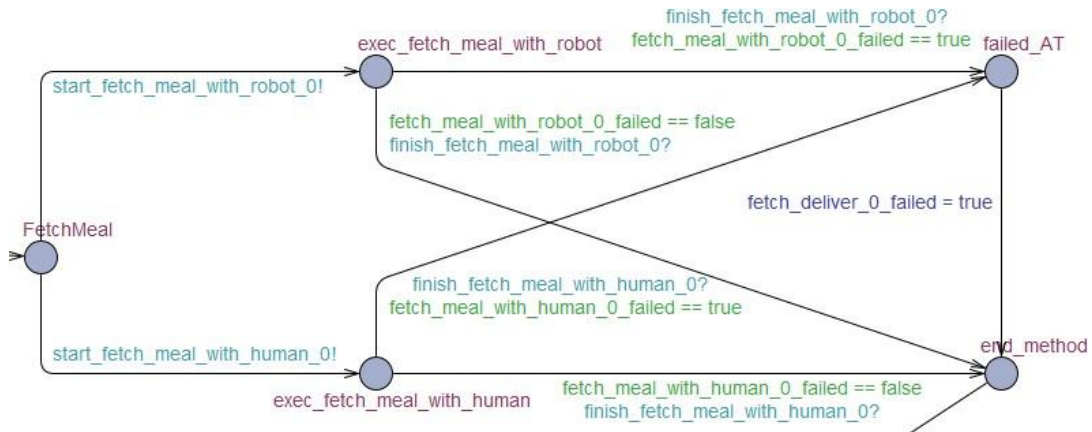 finish_fetch_meal_with_robot_0?
exec_fetch_meal_with_robot
fetch_meal_with_robot_0_failed == true
failed_AT
start_fetch_meal_with_robot_0!
fetch_meal_with_robot_0_failed == false
finish_fetch_meal_with_robot_0?
fetch_deliver_0_failed = true
FetchMeal
finish_fetch_meal_with_human_0?
fetch_meal_with_human_0_failed == true
end_method
start_fetch_meal_with_human_0!
exec_fetch_meal_with_human
fetch_meal_with_human_0_failed == false
finish_fetch_meal_with_human_0?